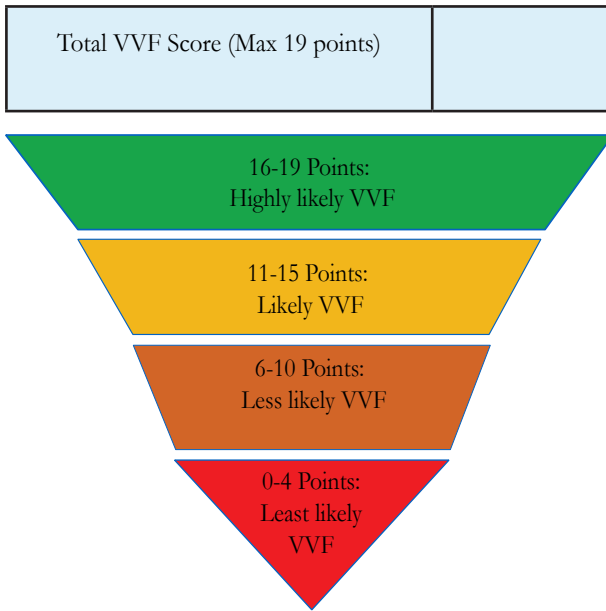 Total VVF Score (Max 19 points)
16-19 Points:
Highly likely VVF
11-15 Points:
Likely VVF
6-10 Points:
Less likely VVF
0-4 Points:
Least likely
VVF